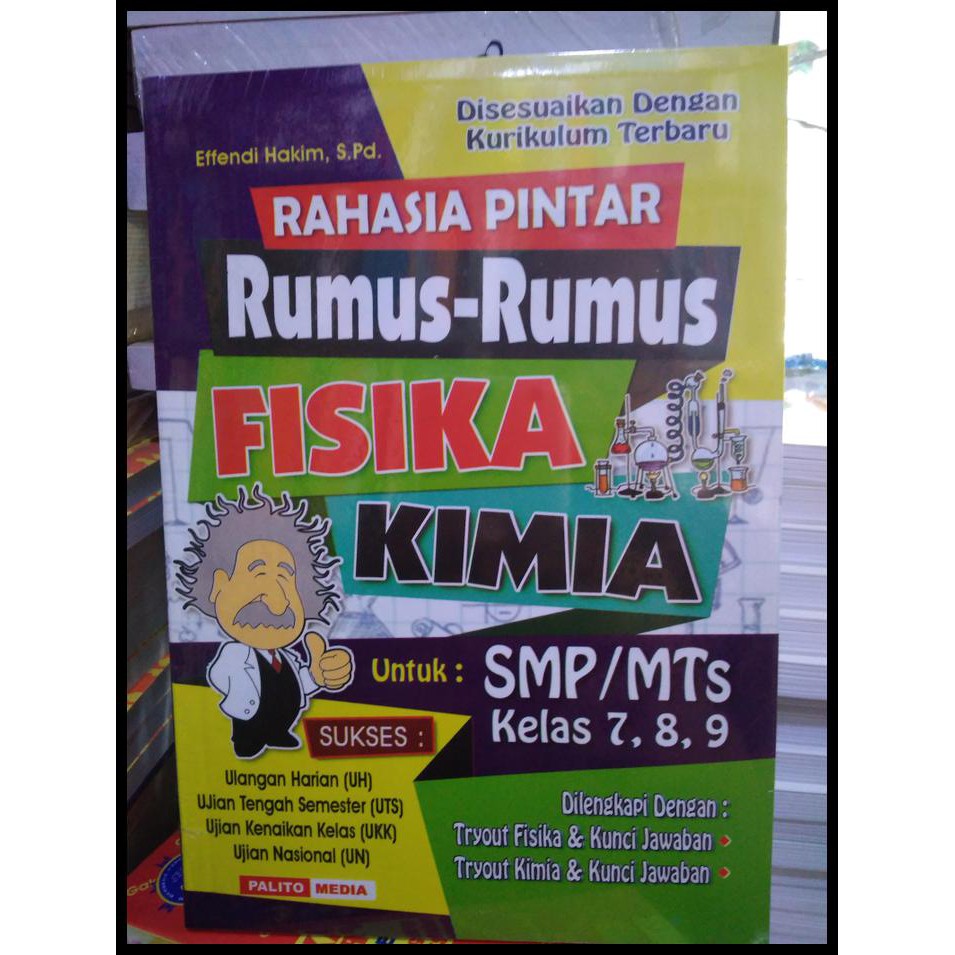 Disesuaikan Dengan
Kurikulum Terbaru
Effendi Hakim, S.Pd.
RAHASIA PINTAR
Rumus-Rumus
FISIKA
KIMIA
Untuk : SMP/MTs
Kelas 7, 8, 9
SUKSES :
Ulangan Harian (UH)
Ujian Tengah Semester (UTS)
Ujian Kenaikan Kelas (UKK)
Ujian Nasional (UN)
PALITO MEDIA
Dilengkapi Dengan :
Tryout Fisika & Kunci Jawaban
Tryout Kimia & Kunci Jawaban